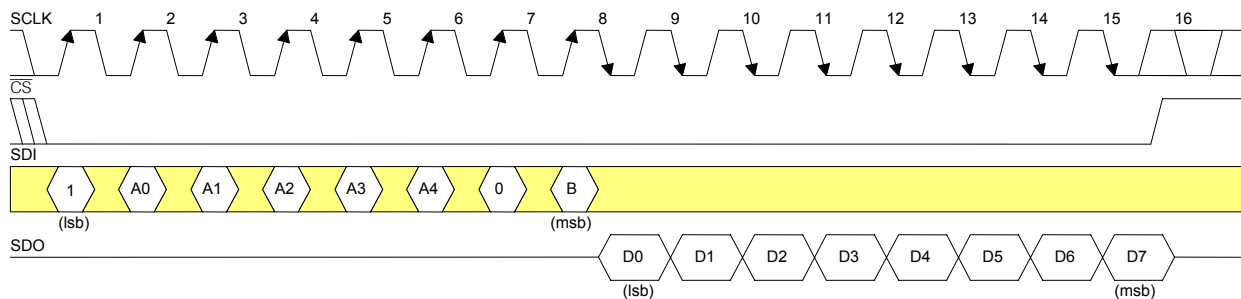 SCLK 1 2 3 4 5 6 7 8 9 10 11 12 13 14 15 16
CS
SDI
1 A0 A1 A2 A3 A4 0 B
(lsb) (msb)
SDO
D0 D1 D2 D3 D4 D5 D6 D7
(lsb) (msb)